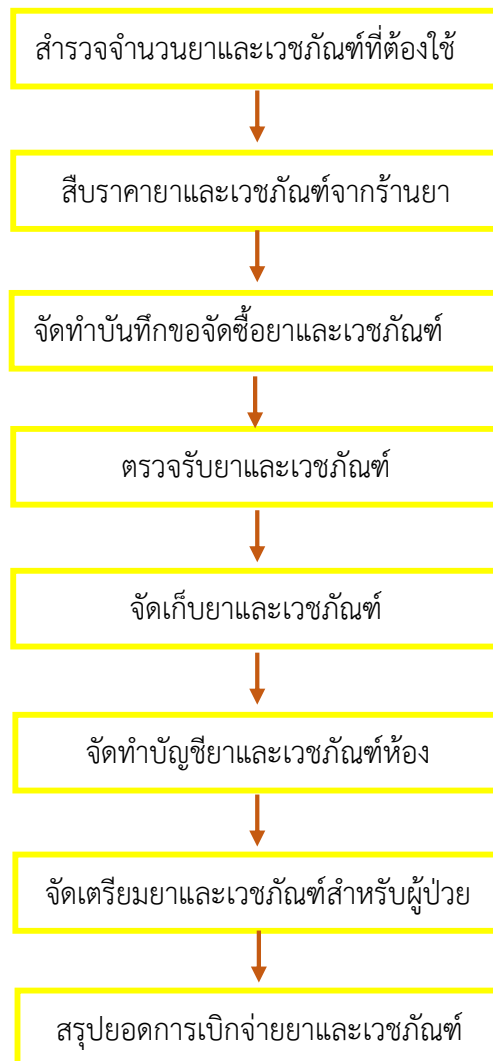 สำรวจจำนวนยาและเวชภัณฑ์ที่ต้องใช้
สืบราคายาและเวชภัณฑ์จากร้านยา
จัดทำบันทึกขอจัดซื้อยาและเวชภัณฑ์
ตรวจรับยาและเวชภัณฑ์
จัดเก็บยาและเวชภัณฑ์
จัดทำบัญชียาและเวชภัณฑ์ห้อง
จัดเตรียมยาและเวชภัณฑ์สำหรับผู้ป่วย
สรุปยอดการเบิกจ่ายยาและเวชภัณฑ์